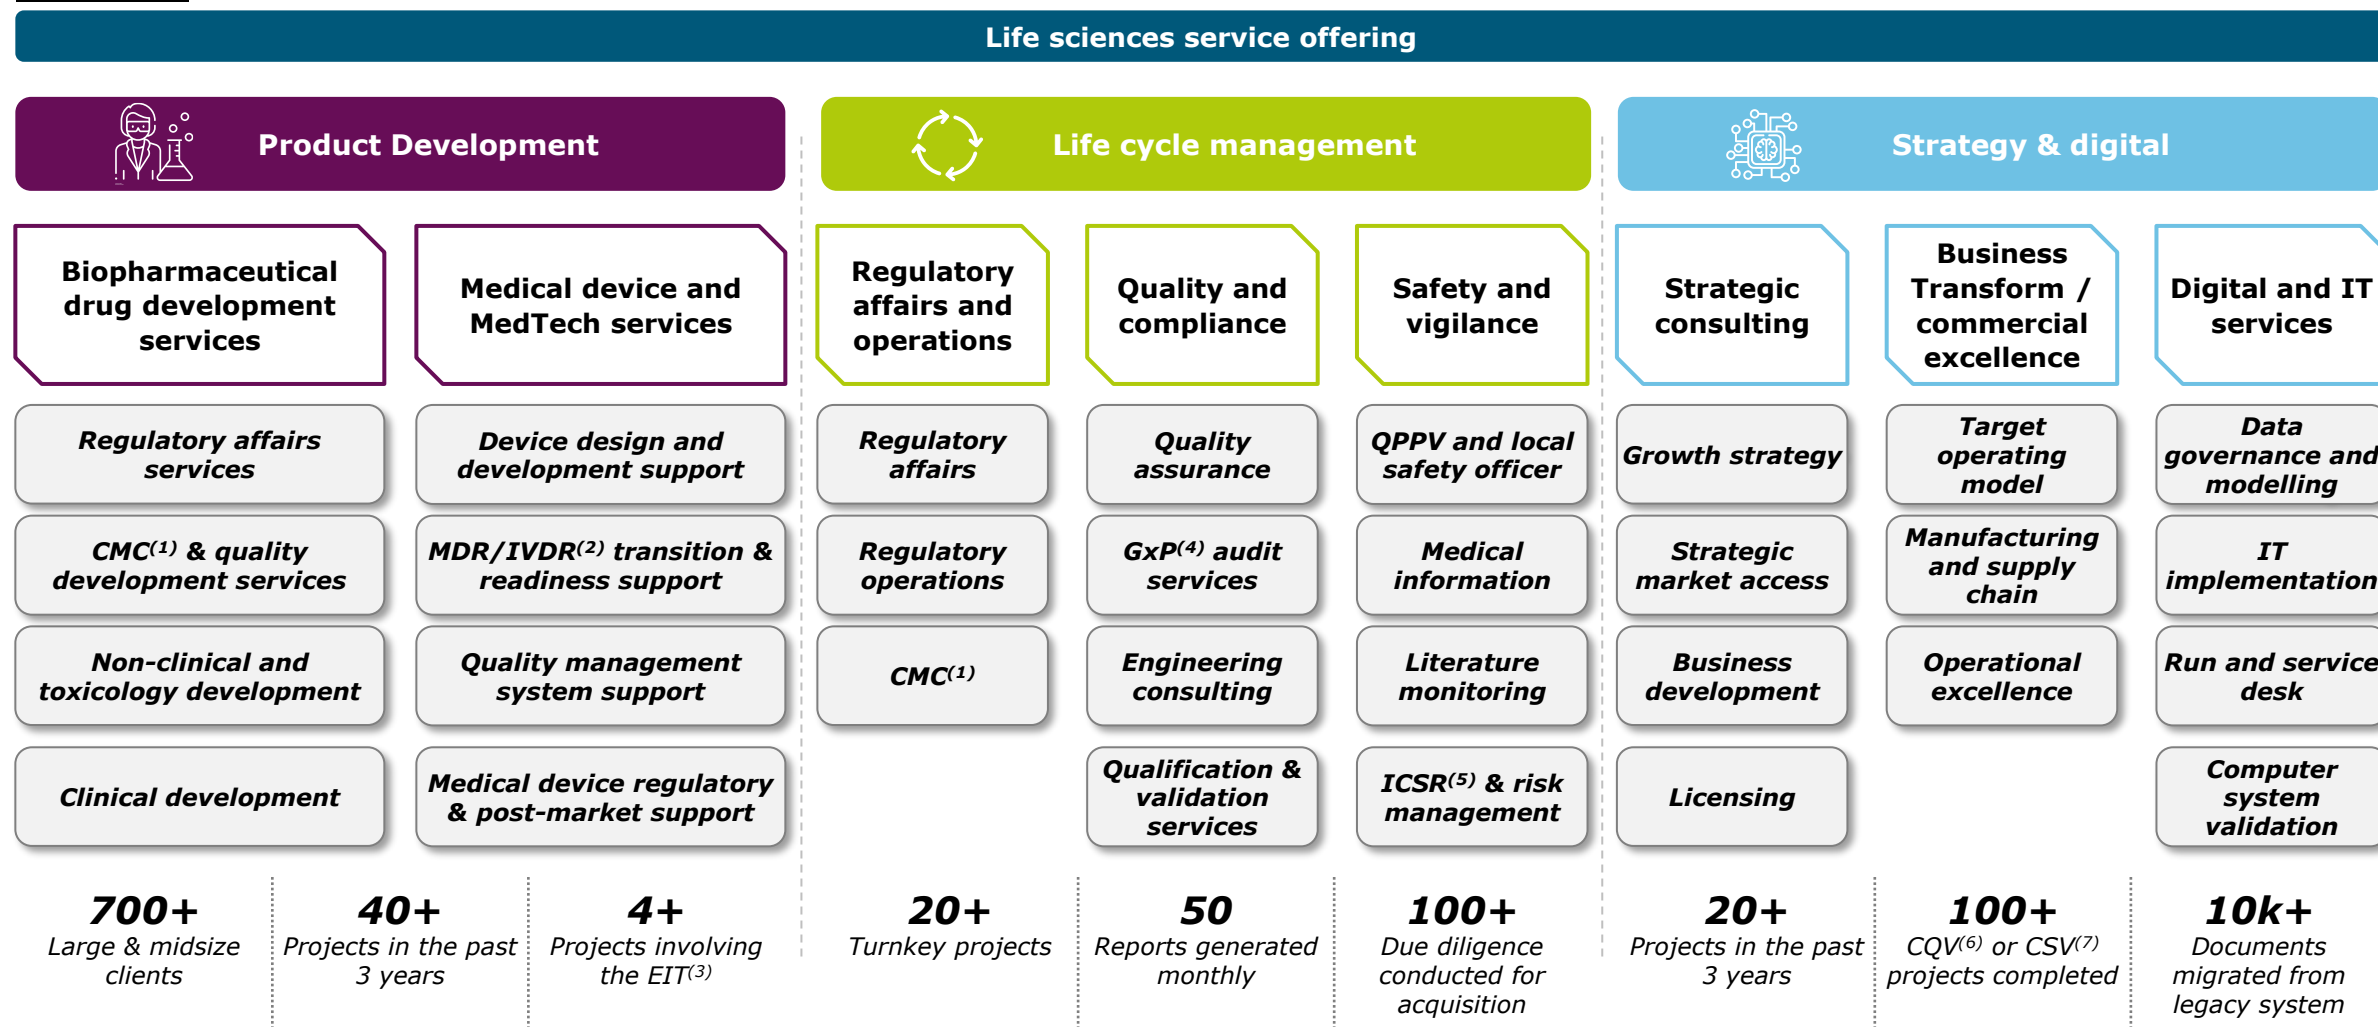 Life sciences service offering
Product Development
Life cycle management
Strategy & digital
Biopharmaceutical
drug development
services
Medical device and
MedTech services
Regulatory
affairs and
operations
Quality and
compliance
Safety and
vigilance
Strategic
consulting
Business
Transform /
commercial
excellence
Digital and IT
services
Regulatory affairs
services
Device design and
development support
Regulatory
affairs
Quality
assurance
QPPV and local
safety officer
Growth strategy
Target
operating
model
Data
governance and
modelling
CMC(1) & quality
development services
MDR/IVDR(2) transition &
readiness support
Regulatory
operations
GxP(4) audit
services
Medical
information
Strategic
market access
Manufacturing
and supply
chain
IT
implementation
Non-clinical and
toxicology development
Quality management
system support
CMC(1)
Engineering
consulting
Literature
monitoring
Business
development
Operational
excellence
Run and service
desk
Clinical development
Medical device regulatory
& post-market support
Qualification &
validation
services
ICSR(5) & risk
management
Licensing
Computer
system
validation
700+
Large & midsize
clients
40+
Projects in the past
3 years
4+
Projects involving
the EIT(3)
20+
Turnkey projects
50
Reports generated
monthly
100+
Due diligence
conducted for
acquisition
20+
Projects in the past
3 years
100+
CQV(6) or CSV(7)
projects completed
10k+
Documents
migrated from
legacy system